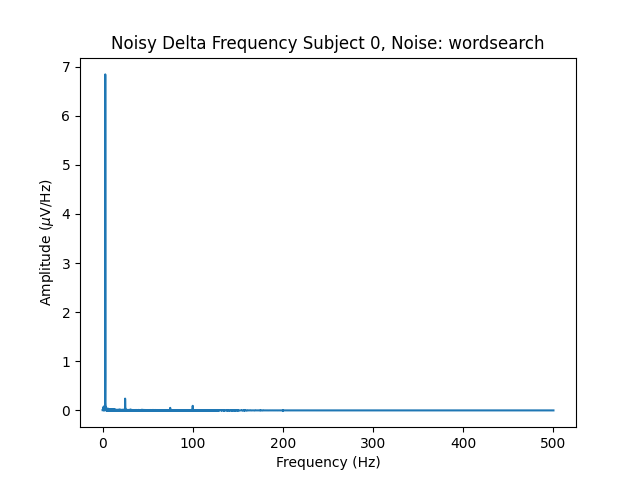 Noisy Delta Frequency Subject 0, Noise: wordsearch
7
6
5
4
3
2
1
0
Amplitude (μV/Hz)
0 100 200 300 400 500
Frequency (Hz)